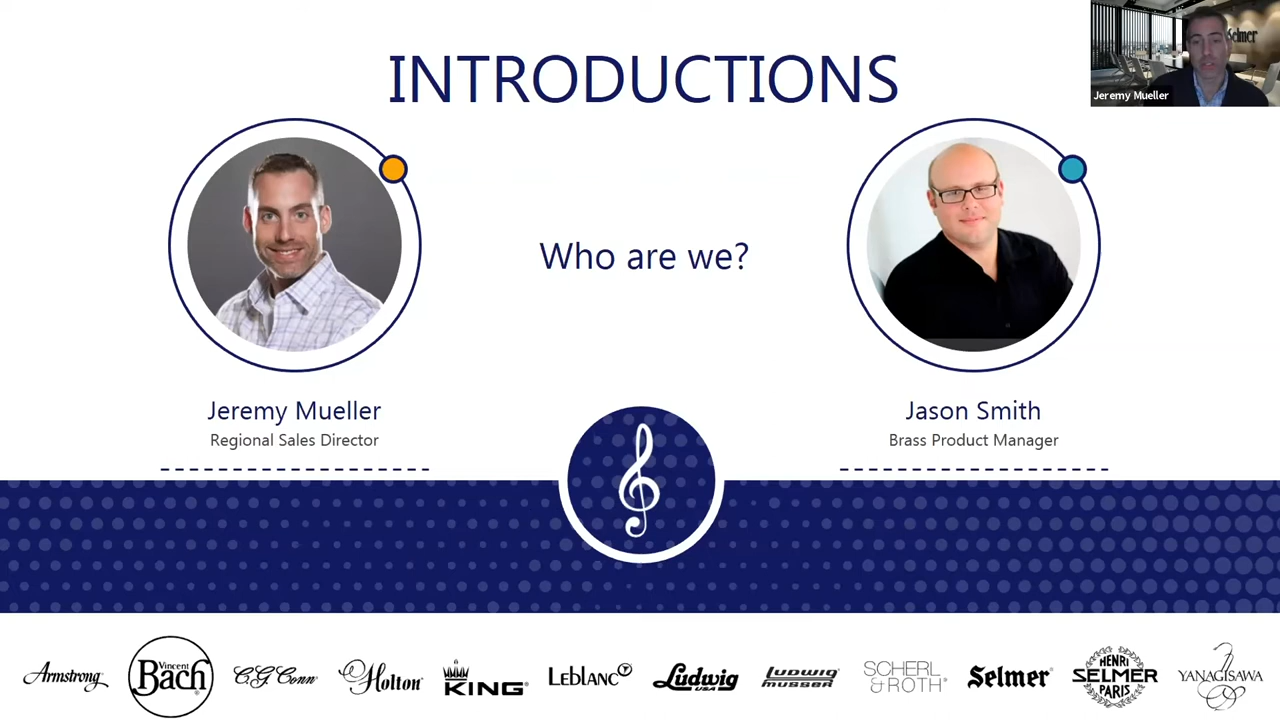 INTRODUCTIONS
Selmer
Jeremy Mueller
Who are we?
Jeremy Mueller
Regional Sales Director
Jason Smith
Brass Product Manager
Armstrong
Vincent
Bach
C.G. Conn
Holton
KING
LEBLANC
Ludwig
USA
LUDWIG
MUSSER
SCHERL
& ROTH
Selmer
HENRI
SELMER
PARIS
YANAGISAWA